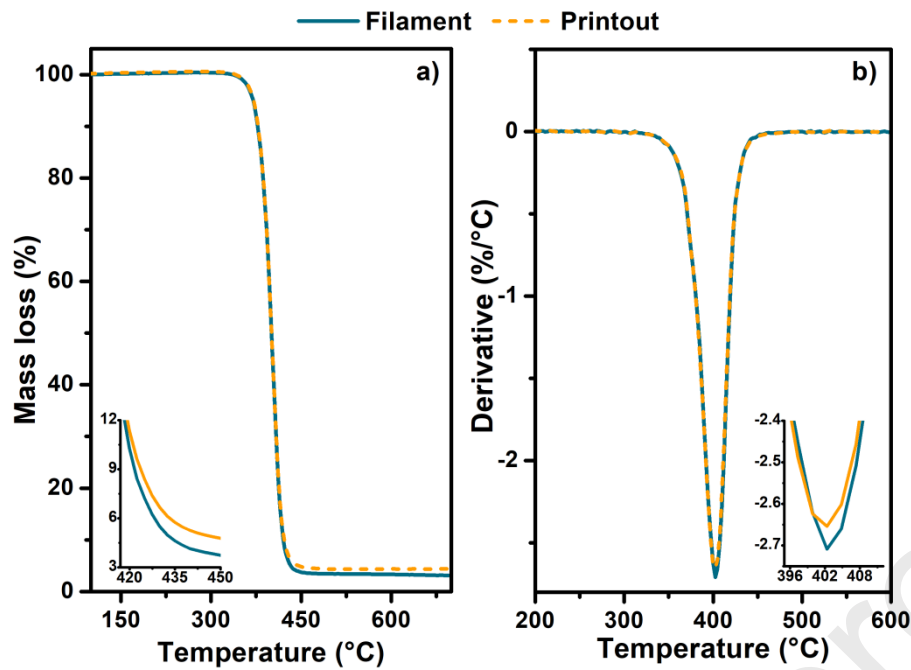 Filament Printout
a)
100
80
60
40
20
0
Mass loss (%)
12
9
6
3
420 435 450
150 300 450 600
Temperature (°C)
b)
0
-1
-2
Derivative (%/°C)
-2.4
-2.5
-2.6
-2.7
396 402 408
200 300 400 500 600
Temperature (°C)